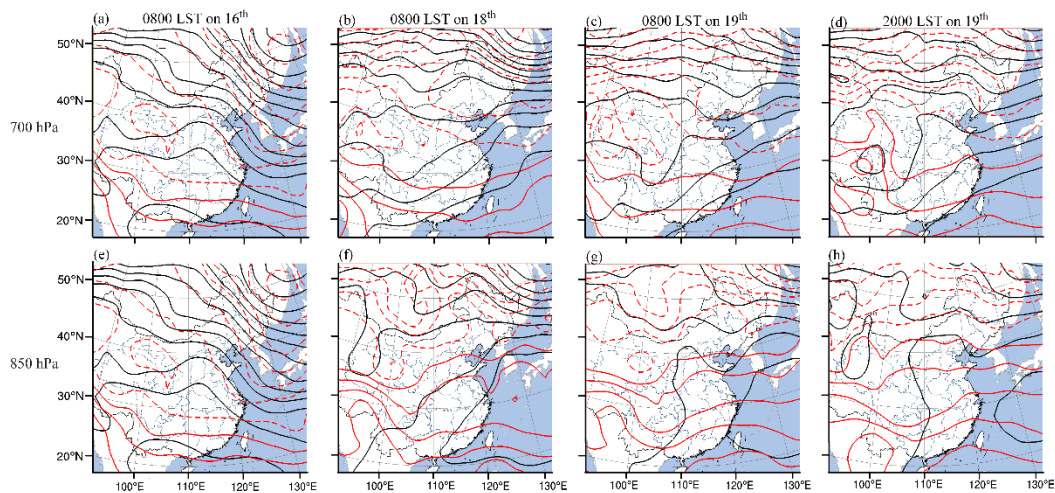 (a) 0800 LST on 16th (b) 0800 LST on 18th (c) 0800 LST on 19th (d) 2000 LST on 19th
50°N
40°N
700 hPa
30°N
20°N
(e) (f) (g) (h)
50°N
40°N
850 hPa
30°N
20°N
100°E 110°E 120°E 130°E 100°E 110°E 120°E 130°E 100°E 110°E 120°E 130°E 100°E 110°E 120°E 130°E